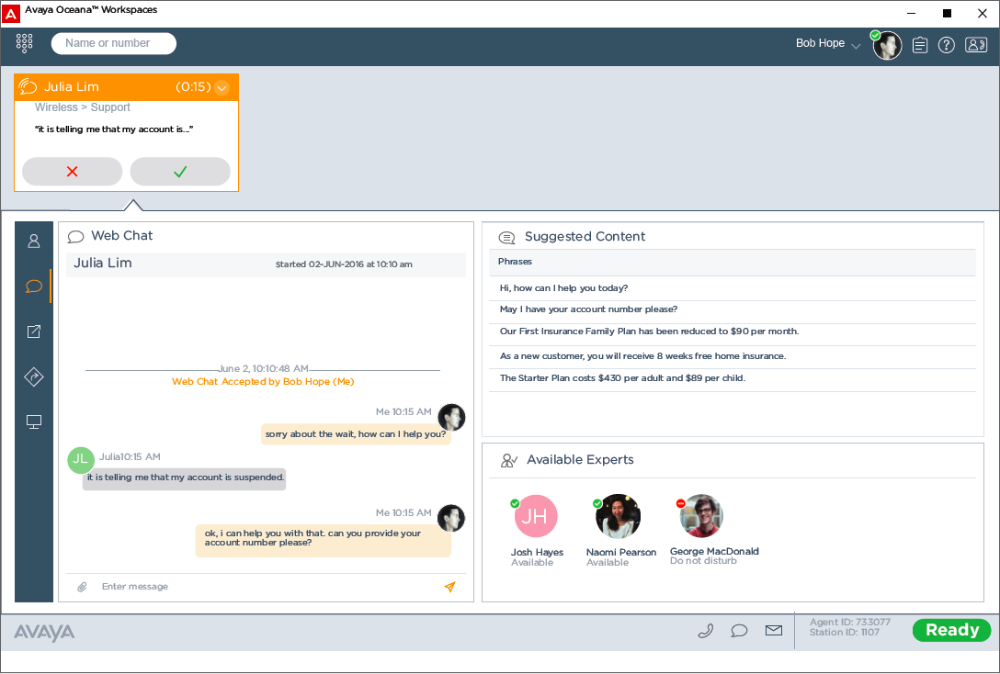 A
Avaya Oceana™ Workspaces
Name or number
Bob Hope
Julia Lim
(0:15)
Wireless > Support
"it is telling me that my account is..."
Web Chat
Julia Lim
Started 02-JUN-2016 at 10:10 am
June 2, 10:10:48 AM
Web Chat Accepted by Bob Hope (Me)
Me 10:15 AM
sorry about the wait, how can I help you?
JL
Julia10:15 AM
it is telling me that my account is suspended.
Me 10:15 AM
ok, i can help you with that. can you provide your
account number please?
Enter message
Suggested Content
Phrases
Hi, how can I help you today?
May I have your account number please?
Our First Insurance Family Plan has been reduced to $90 per month.
As a new customer, you will receive 8 weeks free home insurance.
The Starter Plan costs $430 per adult and $89 per child.
Available Experts
JH
Josh Hayes
Available
Naomi Pearson
Available
George MacDonald
Do not disturb
AVAYA
Agent ID: 733077
Station ID: 1107
Ready